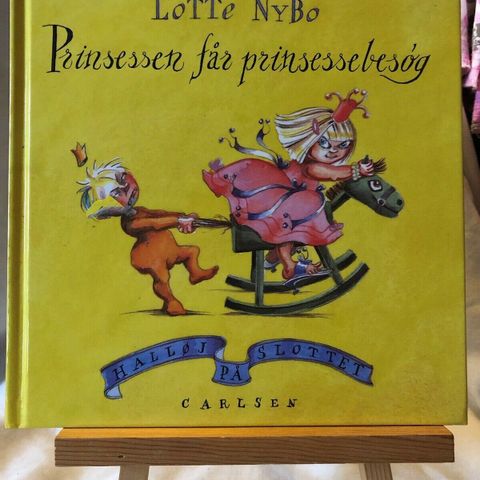 LOTTE NYBO
Prinsessen får prinsessebesøg
HALLØJ PÅ SLOTTET
CARLSEN